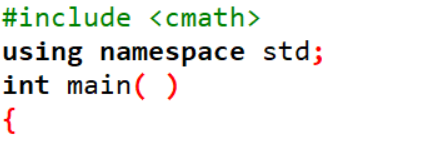 #include <cmath>
using namespace std;
int main( )
{